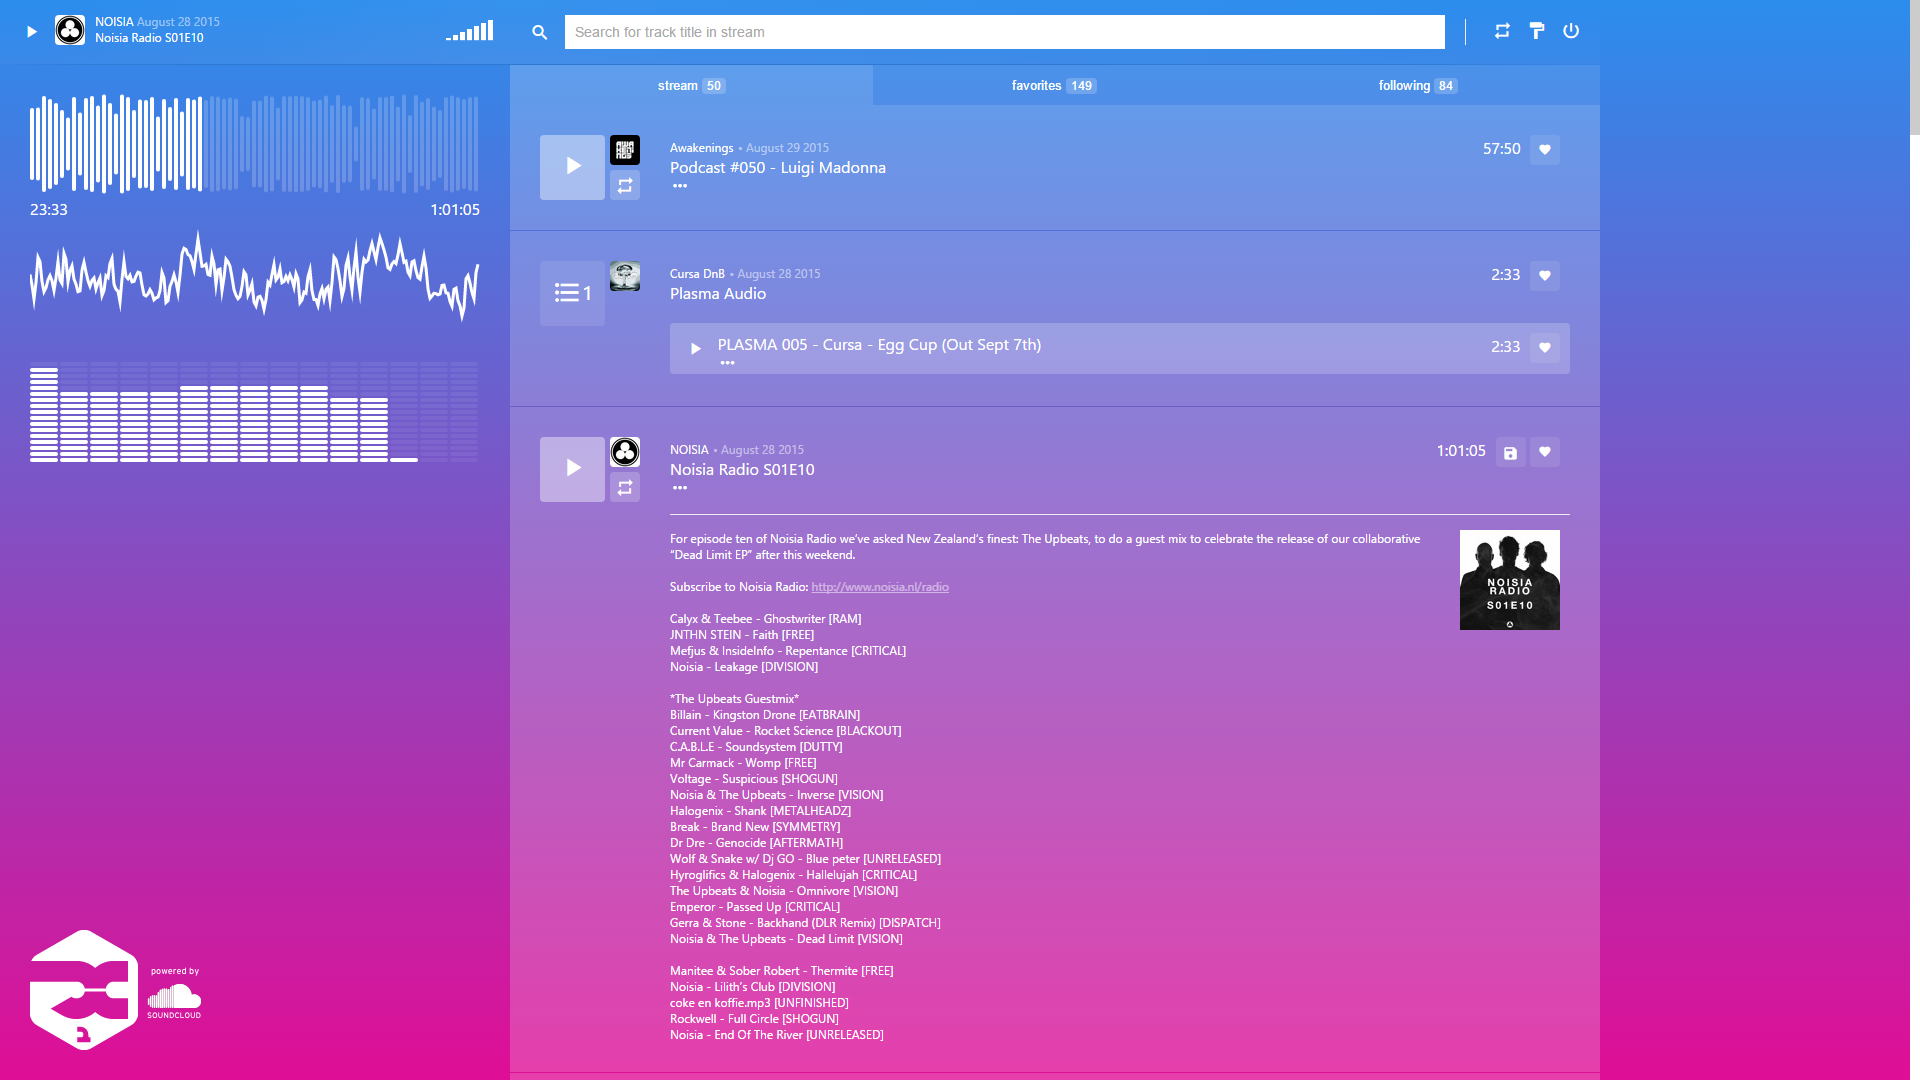 NOISIA August 28 2015
Noisia Radio S01E10
Search for track title in stream
stream 50
favorites 149
following 84
23:33
1:01:05
Awakenings • August 29 2015
57:50
Podcast #050 - Luigi Madonna
•••
Cursa DnB • August 28 2015
2:33
1
Plasma Audio
PLASMA 005 - Cursa - Egg Cup (Out Sept 7th)
2:33
•••
NOISIA • August 28 2015
1:01:05
Noisia Radio S01E10
•••
For episode ten of Noisia Radio we’ve asked New Zealand’s finest: The Upbeats, to do a guest mix to celebrate the release of our collaborative
“Dead Limit EP” after this weekend.
Subscribe to Noisia Radio: http://www.noisia.nl/radio
NOISIA
RADIO
S01E10
Calyx & Teebee - Ghostwriter [RAM]
JNTHN STEIN - Faith [FREE]
Mefjus & InsideInfo - Repentance [CRITICAL]
Noisia - Leakage [DIVISION]
*The Upbeats Guestmix*
Billain - Kingston Drone [EATBRAIN]
Current Value - Rocket Science [BLACKOUT]
C.A.B.L.E - Soundsystem [DUTTY]
Mr Carmack - Womp [FREE]
Voltage - Suspicious [SHOGUN]
Noisia & The Upbeats - Inverse [VISION]
Halogenix - Shank [METALHEADZ]
Break - Brand New [SYMMETRY]
Dr Dre - Genocide [AFTERMATH]
Wolf & Snake w/ Dj GO - Blue peter [UNRELEASED]
Hyroglifics & Halogenix - Hallelujah [CRITICAL]
The Upbeats & Noisia - Omnivore [VISION]
Emperor - Passed Up [CRITICAL]
Gerra & Stone - Backhand (DLR Remix) [DISPATCH]
Noisia & The Upbeats - Dead Limit [VISION]
Manitee & Sober Robert - Thermite [FREE]
Noisia - Lilith’s Club [DIVISION]
coke en koffie.mp3 [UNFINISHED]
Rockwell - Full Circle [SHOGUN]
Noisia - End Of The River [UNRELEASED]
powered by
SOUNDCLOUD